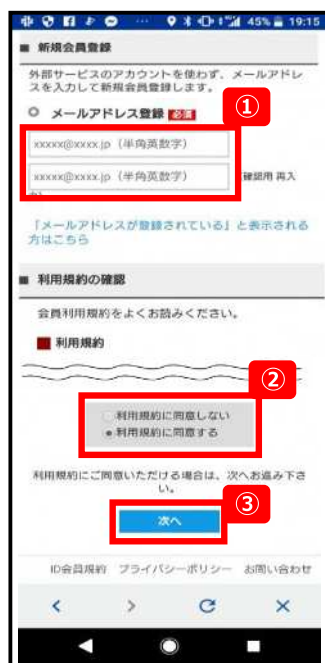 45% 19:15
新規会員登録
外部サービスのアカウントを使わず、メールアドレ
スを入力して新規会員登録します。
メールアドレス登録 必須
①
xxxxx@xxxx.jp（半角英数字）
xxxxx@xxxx.jp（半角英数字） 確認用 再入
「メールアドレスが登録されている」と表示される
方はこちら
利用規約の確認
会員利用規約をよくお読みください。
利用規約
②
利用規約に同意しない
利用規約に同意する
利用規約にご同意いただける場合は、次へお進み下さ
い。
③
次へ
ID会員規約 プライバシーポリシー お問い合わせ